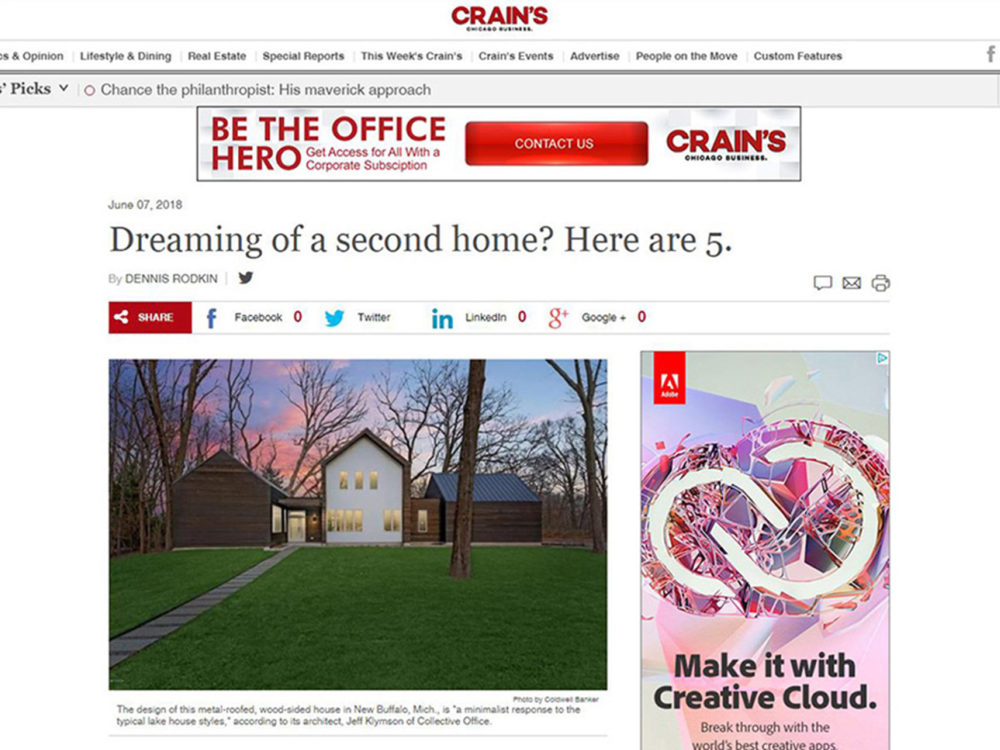 CRAIN'S
CHICAGO BUSINESS.
& Opinion Lifestyle & Dining Real Estate Special Reports This Week's Crain's Crain's Events Advertise People on the Move Custom Features
' Picks Chance the philanthropist: His maverick approach
BE THE OFFICE
HERO Get Access for All With a
Corporate Subsciption
CONTACT US
CRAIN'S
CHICAGO BUSINESS.
June 07, 2018
Dreaming of a second home? Here are 5.
By DENNIS RODKIN
SHARE Facebook 0 Twitter LinkedIn 0 Google + 0
Adobe
Photo by Coldwell Banker
The design of this metal-roofed, wood-sided house in New Buffalo, Mich., is "a minimalist response to the
typical lake house styles," according to its architect, Jeff Klymson of Collective Office.
Make it with
Creative Cloud.
Break through with the
world's best creative apps.